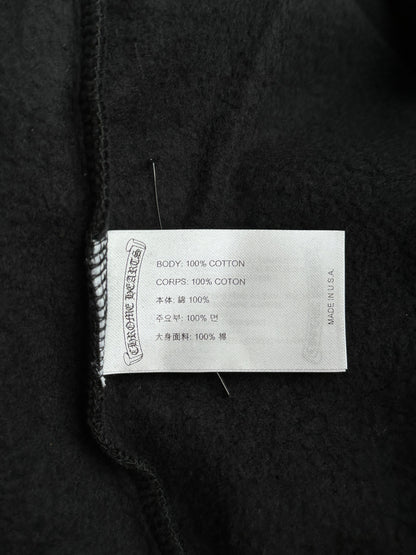 CHROME HEARTS
BODY: 100% COTTON
CORPS: 100% COTON
本体: 綿 100%
주요부: 100% 면
大身面料: 100% 棉
MADE IN U.S.A.